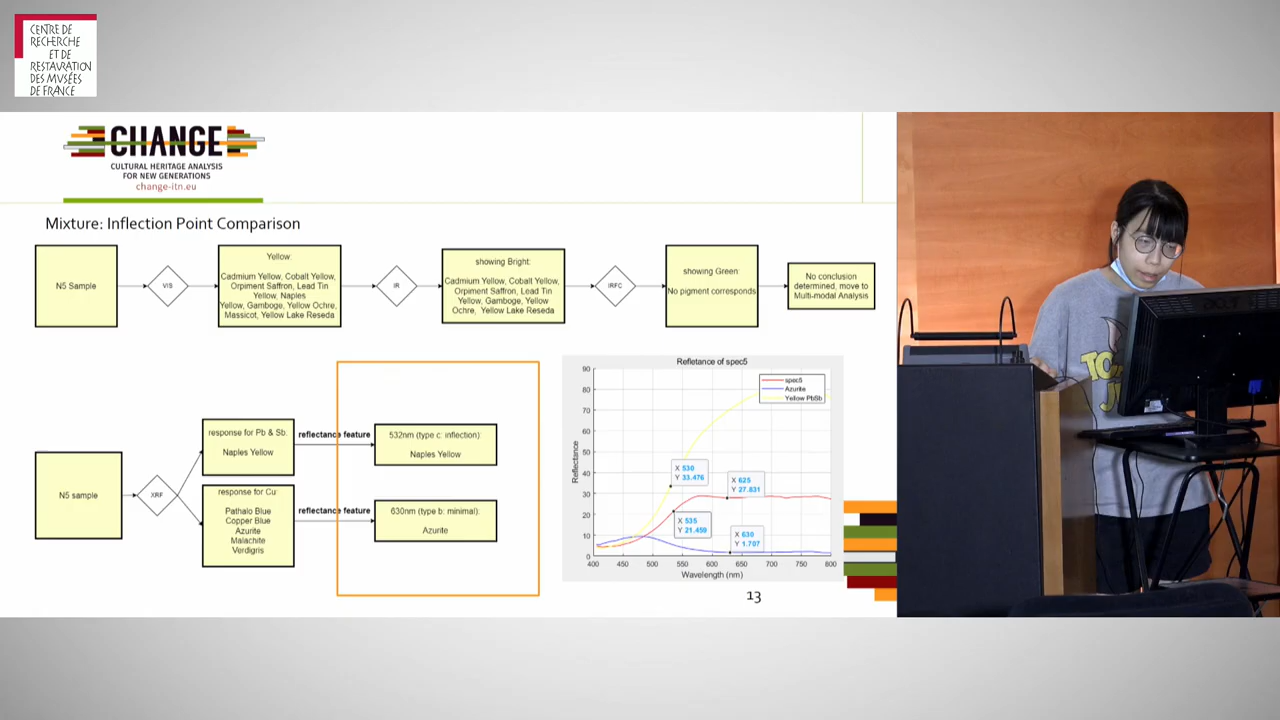 CENTRE DE
RECHERCHE
ET DE
RESTAURATION
DES MUSÉES
DE FRANCE
CHANGE
CULTURAL HERITAGE ANALYSIS
FOR NEW GENERATIONS
change-itn.eu
Mixture: Inflection Point Comparison
N5 Sample
VIS
Yellow:
Cadmium Yellow, Cobalt Yellow,
Orpiment Saffron, Lead Tin
Yellow, Naples
Yellow, Gamboge, Yellow Ochre,
Massicot, Yellow Lake Reseda
IR
showing Bright:
Cadmium Yellow, Cobalt Yellow,
Orpiment Saffron, Lead Tin
Yellow, Gamboge, Yellow
Ochre, Yellow Lake Reseda
IRFC
showing Green:
No pigment corresponds
No conclusion
determined, move to
Multi-modal Analysis
N5 sample
XRF
response for Pb & Sb:
Naples Yellow
response for Cu:
Pathalo Blue
Copper Blue
Azurite
Malachite
Verdigris
reflectance feature
532nm (type c: inflection):
Naples Yellow
reflectance feature
630nm (type b: minimal):
Azurite
Refletance of spec5
Reflectance
90
80
70
60
50
40
30
20
10
0
400
450
500
550
600
650
700
750
800
Wavelength (nm)
spec5
Azurite
Yellow PbSb
X 530
Y 33.476
X 625
Y 27.831
X 535
Y 21.459
X 630
Y 1.707
13